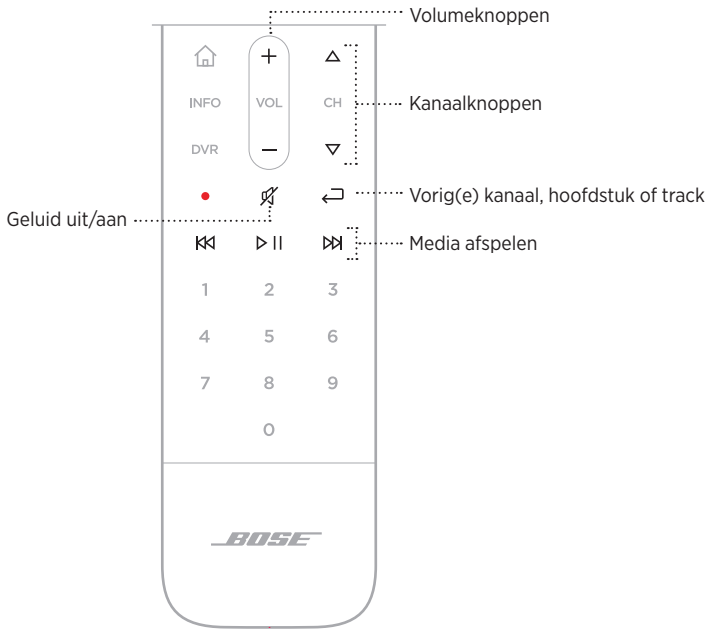 Volumeknoppen
INFO VOL CH
Kanaalknoppen
DVR
Vorig(e) kanaal, hoofdstuk of track
Geluid uit/aan
Media afspelen
1 2 3
4 5 6
7 8 9
0
BOSE